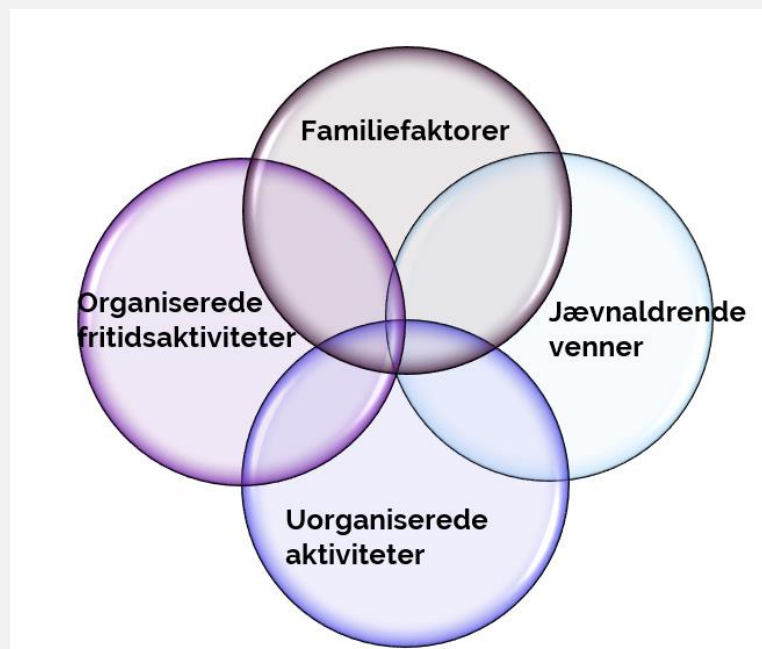 Familiefaktorer
Organiserede
fritidsaktiviteter
Jævnaldrende
venner
Uorganiserede
aktiviteter